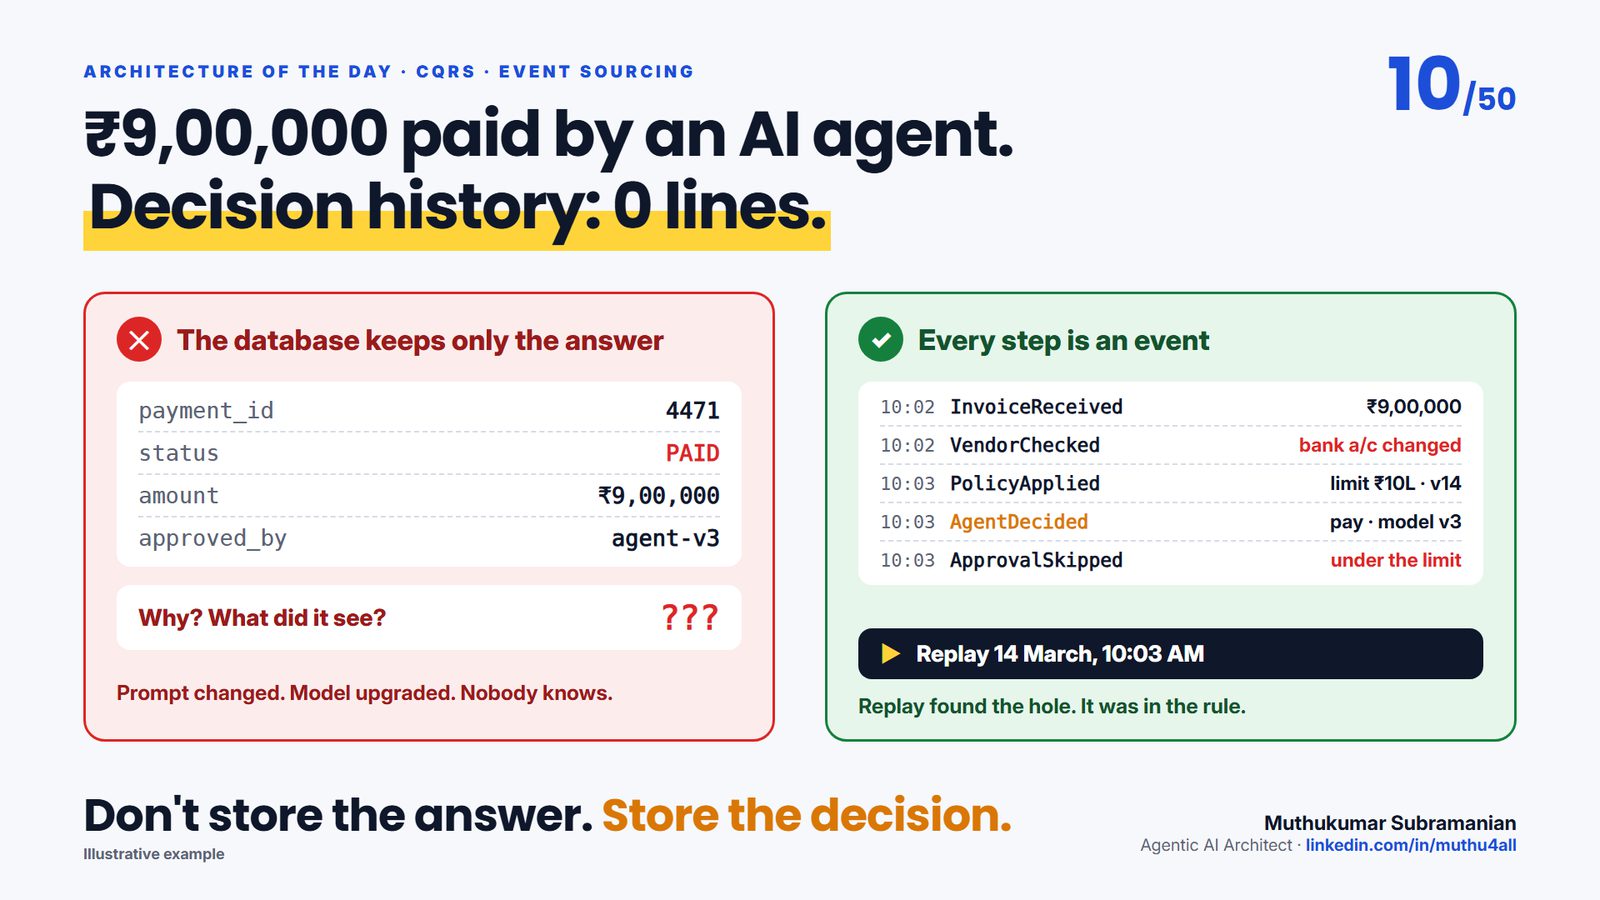 ARCHITECTURE OF THE DAY · CQRS · EVENT SOURCING
10/50
₹9,00,000 paid by an AI agent.
Decision history: 0 lines.
The database keeps only the answer
payment_id 4471
status PAID
amount ₹9,00,000
approved_by agent-v3
Why? What did it see? ???
Prompt changed. Model upgraded. Nobody knows.
Every step is an event
10:02 InvoiceReceived ₹9,00,000
10:02 VendorChecked bank a/c changed
10:03 PolicyApplied limit ₹10L · v14
10:03 AgentDecided pay · model v3
10:03 ApprovalSkipped under the limit
Replay 14 March, 10:03 AM
Replay found the hole. It was in the rule.
Don't store the answer. Store the decision.
Illustrative example
Muthukumar Subramanian
Agentic AI Architect · linkedin.com/in/muthu4all